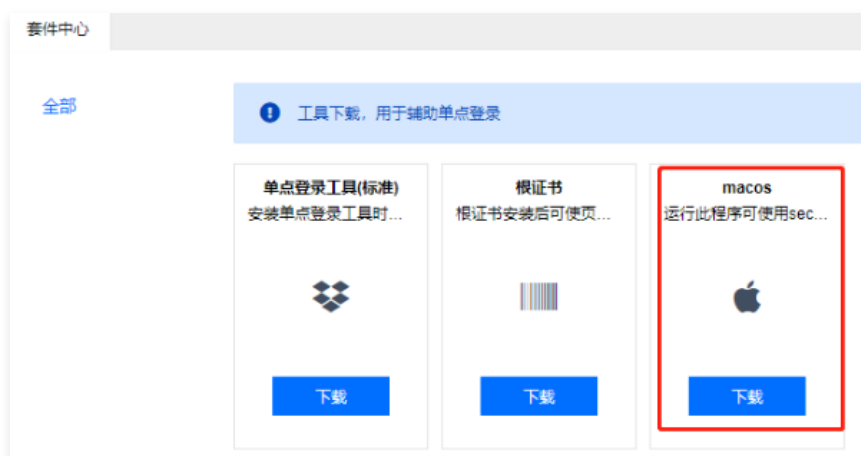 套件中心
全部
工具下载，用于辅助单点登录
单点登录工具(标准)
安装单点登录工具时...
下载
根证书
根证书安装后可使页...
下载
macos
运行此程序可使用sec...
下载